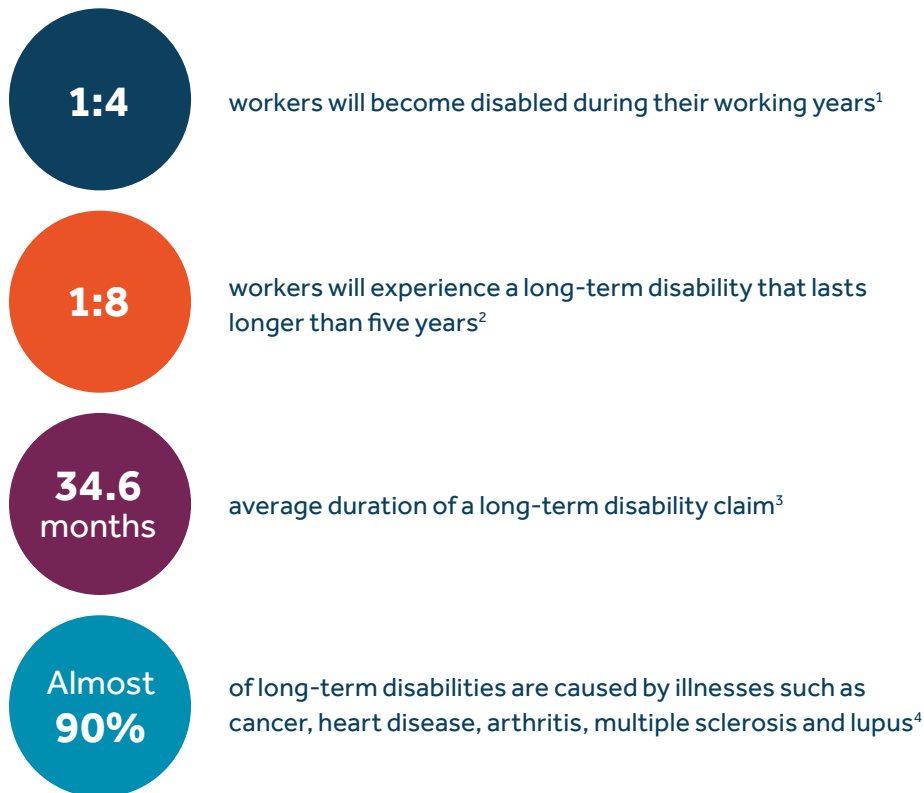 1:4
workers will become disabled during their working years¹
1:8
workers will experience a long-term disability that lasts
longer than five years²
34.6
months
average duration of a long-term disability claim³
Almost
90%
of long-term disabilities are caused by illnesses such as
cancer, heart disease, arthritis, multiple sclerosis and lupus⁴